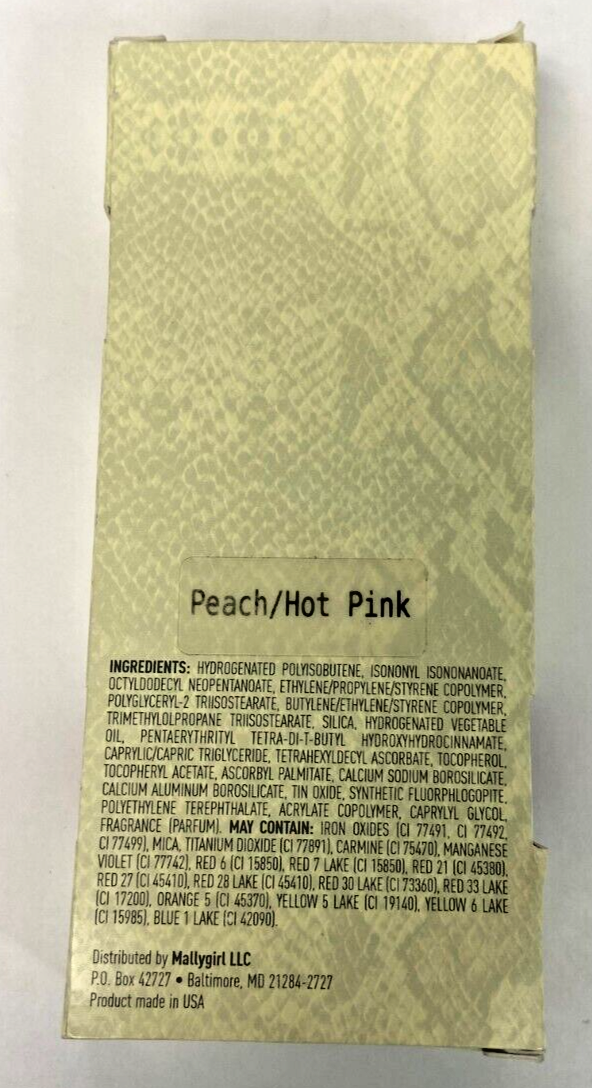 Peach/Hot Pink
INGREDIENTS: HYDROGENATED POLYISOBUTENE, ISONONYL ISONONANOATE,
OCTYLDODECYL NEOPENTANOATE, ETHYLENE/PROPYLENE/STYRENE COPOLYMER,
POLYGLYCERYL-2 TRIISOSTEARATE, BUTYLENE/ETHYLENE/STYRENE COPOLYMER,
TRIMETHYLOLPROPANE TRIISOSTEARATE, SILICA, HYDROGENATED VEGETABLE
OIL, PENTAERYTHRITYL TETRA-DI-T-BUTYL HYDROXYHYDROCINNAMATE,
CAPRYLIC/CAPRIC TRIGLYCERIDE, TETRAHEXYLDECYL ASCORBATE, TOCOPHEROL,
TOCOPHERYL ACETATE, ASCORBYL PALMITATE, CALCIUM SODIUM BOROSILICATE,
CALCIUM ALUMINUM BOROSILICATE, TIN OXIDE, SYNTHETIC FLUORPHLOGOPITE,
POLYETHYLENE TEREPHTHALATE, ACRYLATE COPOLYMER, CAPRYLYL GLYCOL,
FRAGRANCE (PARFUM). MAY CONTAIN: IRON OXIDES (CI 77491, CI 77492,
CI 77499), MICA, TITANIUM DIOXIDE (CI 77891), CARMINE (CI 75470), MANGANESE
VIOLET (CI 77742), RED 6 (CI 15850), RED 7 LAKE (CI 15850), RED 21 (CI 45380),
RED 27 (CI 45410), RED 28 LAKE (CI 45410), RED 30 LAKE (CI 73360), RED 33 LAKE
(CI 17200), ORANGE 5 (CI 45370), YELLOW 5 LAKE (CI 19140), YELLOW 6 LAKE
(CI 15985), BLUE 1 LAKE (CI 42090).
Distributed by Mallygirl LLC
P.O. Box 42727 • Baltimore, MD 21284-2727
Product made in USA